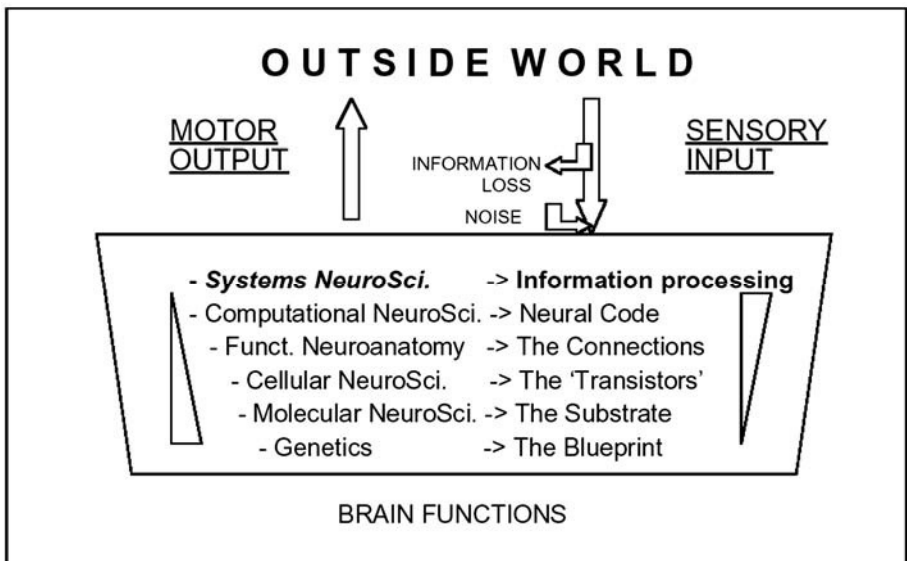 OUTSIDE WORLD
MOTOR
OUTPUT
SENSORY
INPUT
INFORMATION
LOSS
NOISE
- Systems NeuroSci. -> Information processing
- Computational NeuroSci. -> Neural Code
- Funct. Neuroanatomy -> The Connections
- Cellular NeuroSci. -> The ‘Transistors’
- Molecular NeuroSci. -> The Substrate
- Genetics -> The Blueprint
BRAIN FUNCTIONS